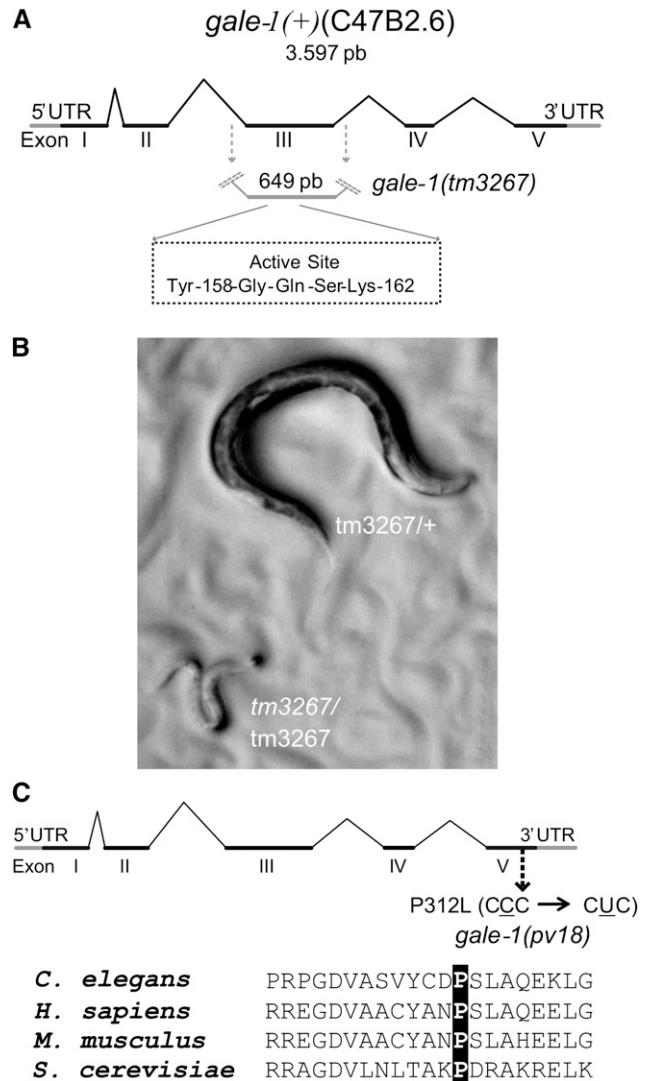 A
gale-1(+)(C47B2.6)
3.597 pb
5'UTR 3'UTR
Exon I II III IV V
649 pb gale-1(tm3267)
Active Site
Tyr-158-Gly-Gln-Ser-Lys-162
B
tm3267/+
tm3267/
tm3267
C
5'UTR 3'UTR
Exon I II III IV V
P312L (CCC → CUC)
gale-1(pv18)
C. elegans PRPGDVASVYCDPSLAQEKLG
H. sapiens RREGDVAACYANPSLAQEELG
M. musculus RREGDVAACYANPSLAHEELG
S. cerevisiae RRAGDVLNLTAKPDRAKRELK